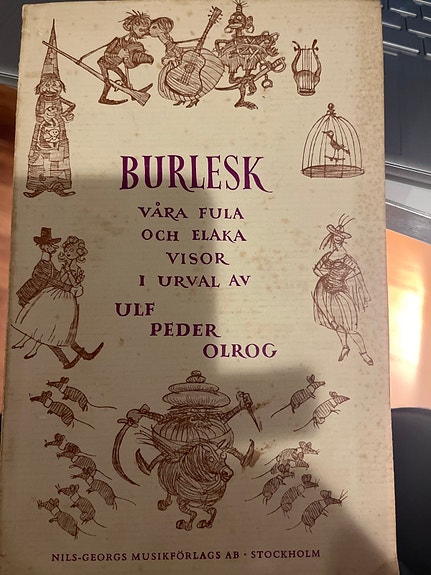 BURLESK
VÅRA FULA
OCH ELAKA
VISOR
I URVAL AV
ULF
PEDER
OLROG
NILS-GEORGS MUSIKFÖRLAGS AB · STOCKHOLM